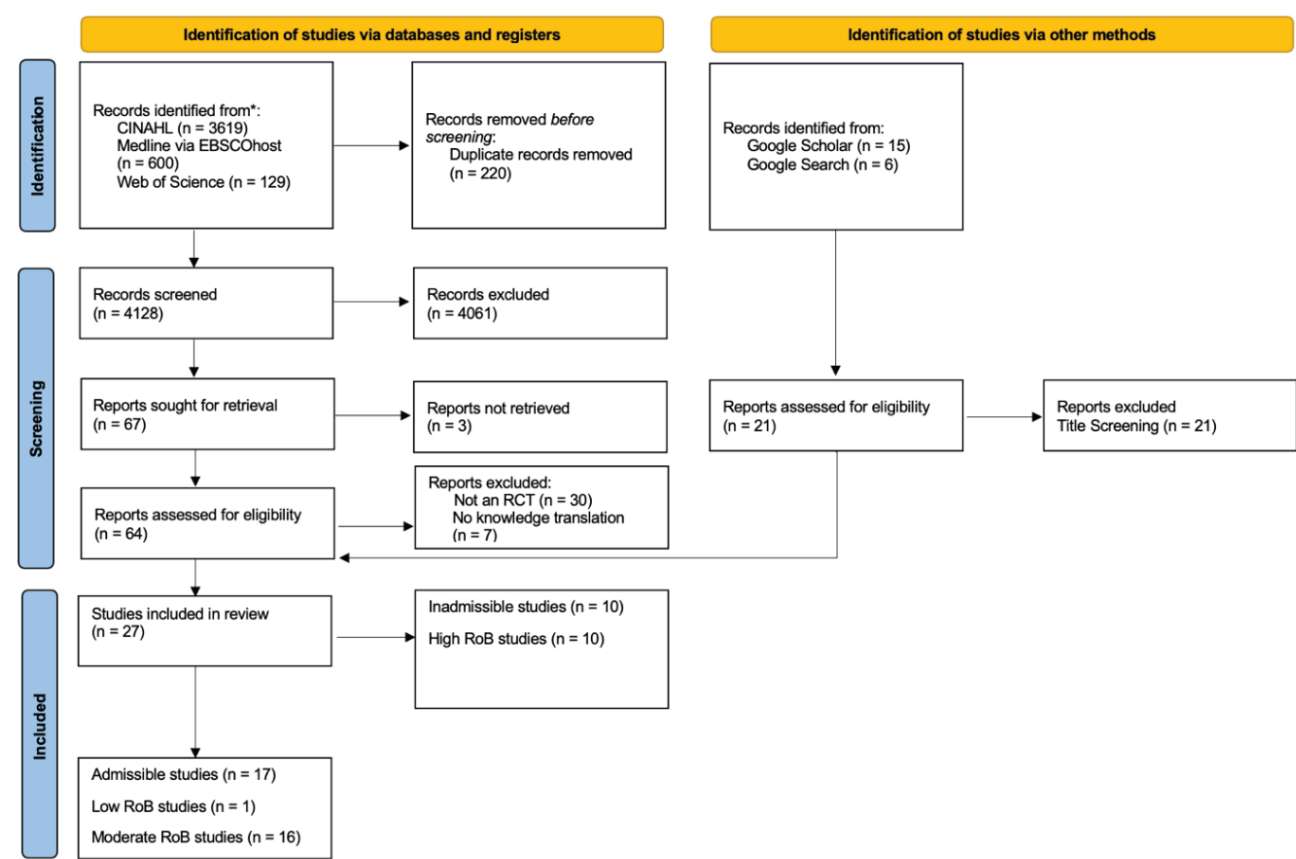 Identification of studies via databases and registers
Identification of studies via other methods
Identification
Records identified from*:
CINAHL (n = 3619)
Medline via EBSCOhost
(n = 600)
Web of Science (n = 129)
Records removed before
screening:
Duplicate records removed
(n = 220)
Records identified from:
Google Scholar (n = 15)
Google Search (n = 6)
Screening
Records screened
(n = 4128)
Records excluded
(n = 4061)
Reports sought for retrieval
(n = 67)
Reports not retrieved
(n = 3)
Reports assessed for eligibility
(n = 21)
Reports excluded
Title Screening (n = 21)
Reports assessed for eligibility
(n = 64)
Reports excluded:
Not an RCT (n = 30)
No knowledge translation
(n = 7)
Included
Studies included in review
(n = 27)
Inadmissible studies (n = 10)
High RoB studies (n = 10)
Admissible studies (n = 17)
Low RoB studies (n = 1)
Moderate RoB studies (n = 16)